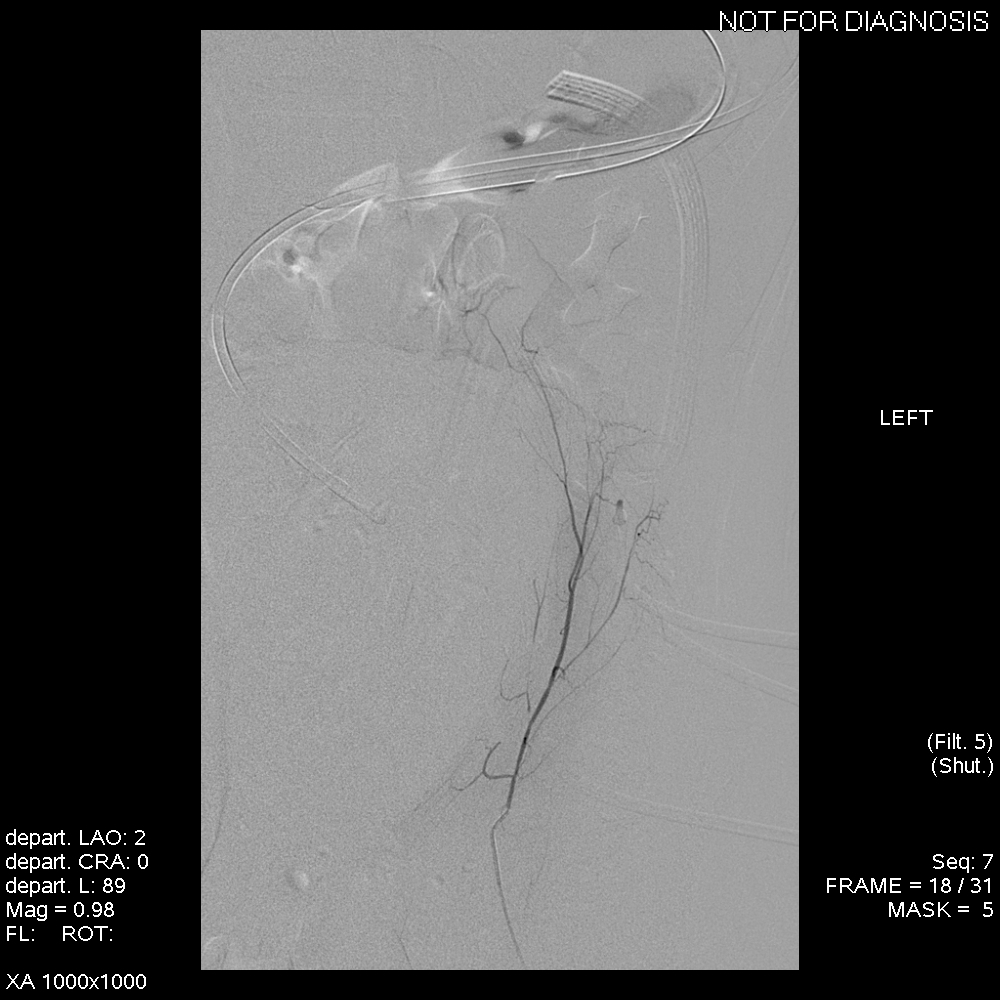 NOT FOR DIAGNOSIS
LEFT
(Filt. 5)
(Shut.)
depart. LAO: 2
depart. CRA: 0
depart. L: 89
Mag = 0.98
FL: ROT:
XA 1000x1000
Seq: 7
FRAME = 18 / 31
MASK = 5